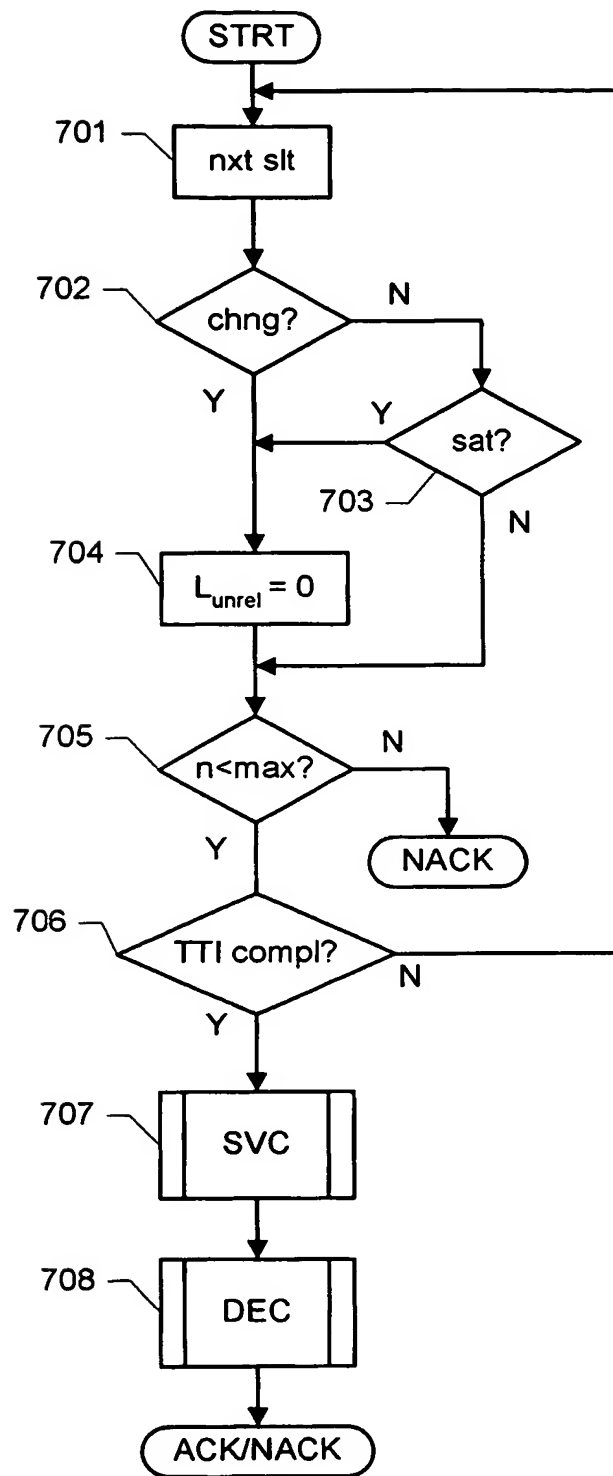 STRT
701
nxt slt
702
chng?
N
Y
Y
sat?
703
N
704
L_unrel = 0
705
n<max?
N
Y
NACK
706
TTI compl?
N
Y
707
SVC
708
DEC
ACK/NACK